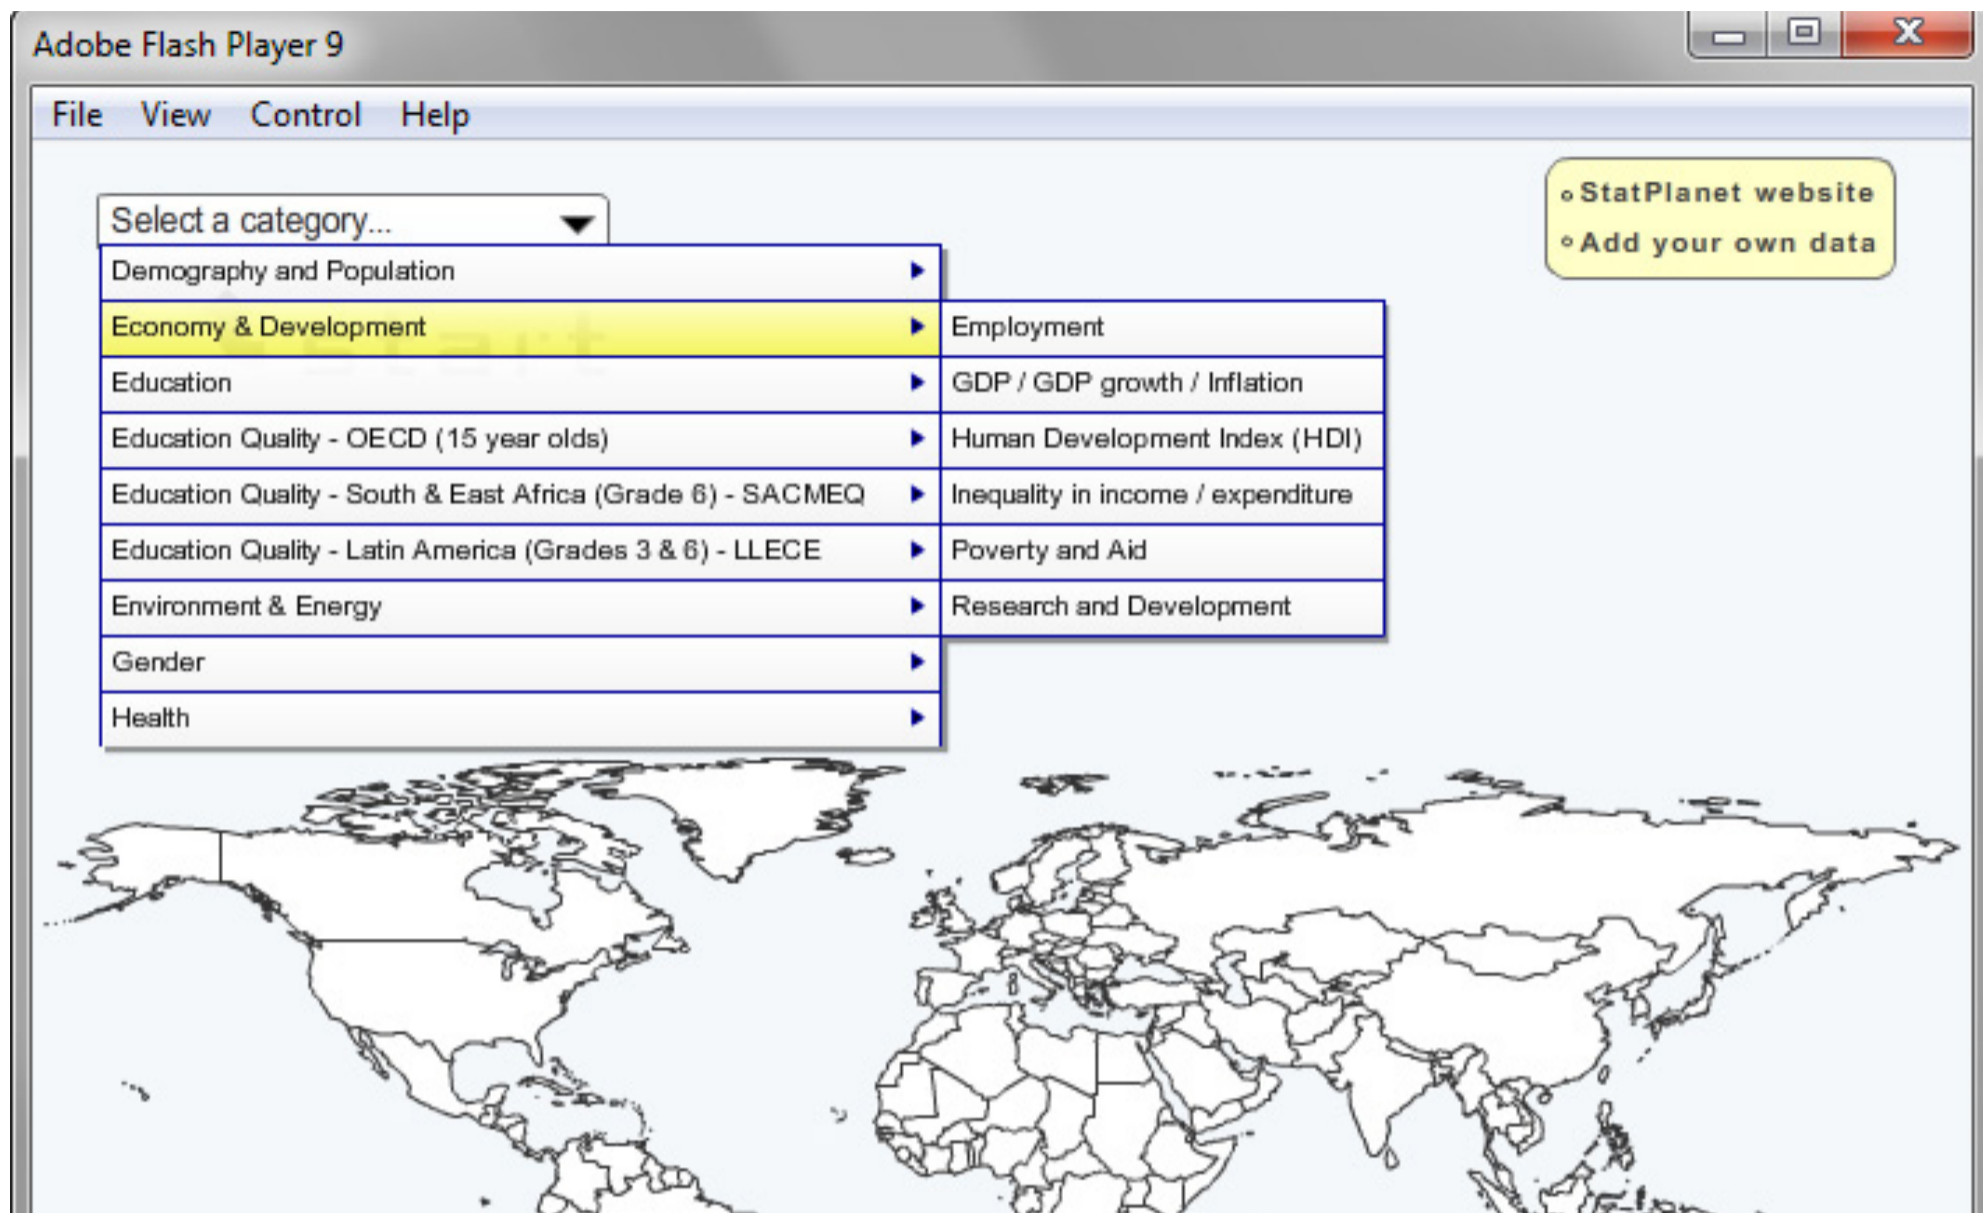 Adobe Flash Player 9
File View Control Help
StatPlanet website
Add your own data
Select a category...
Demography and Population
Economy & Development
Education
Education Quality - OECD (15 year olds)
Education Quality - South & East Africa (Grade 6) - SACMEQ
Education Quality - Latin America (Grades 3 & 6) - LLECE
Environment & Energy
Gender
Health
Employment
GDP / GDP growth / Inflation
Human Development Index (HDI)
Inequality in income / expenditure
Poverty and Aid
Research and Development
start